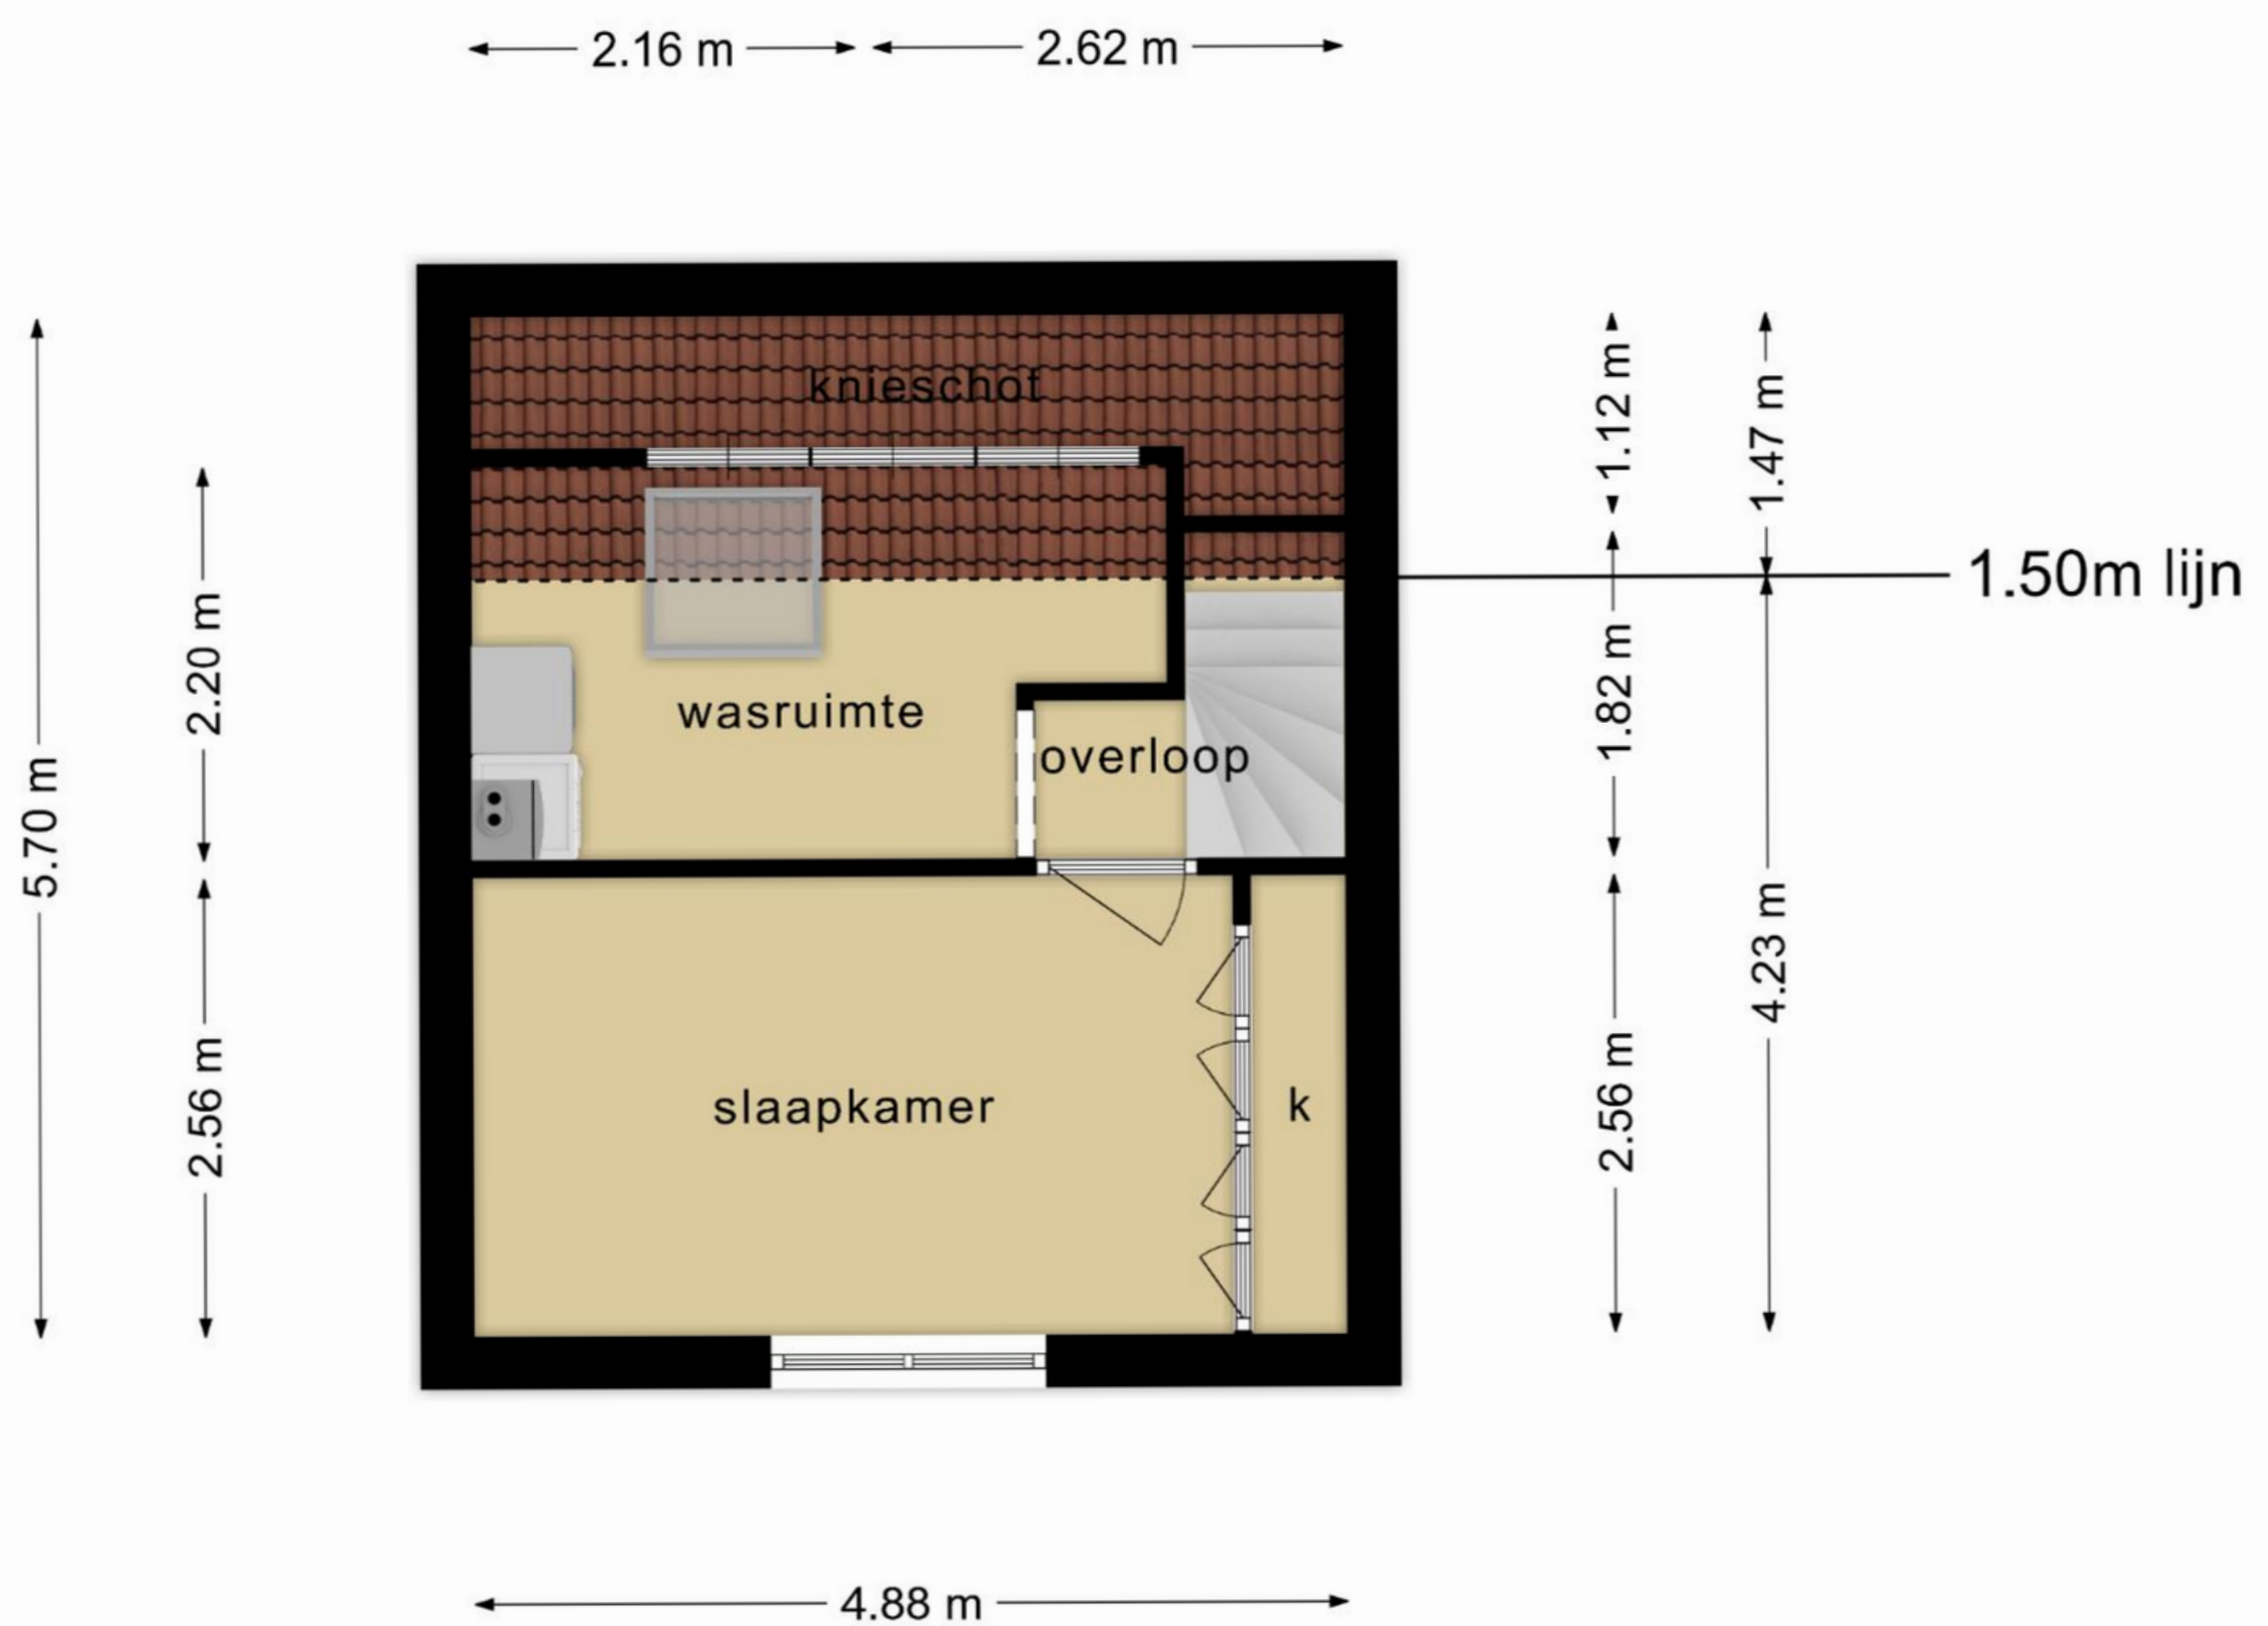 2.16 m
2.62 m
knieschot
1.12 m
1.47 m
1.50m lijn
2.20 m
1.82 m
wasruimte
overloop
5.70 m
4.23 m
slaapkamer
k
2.56 m
2.56 m
4.88 m